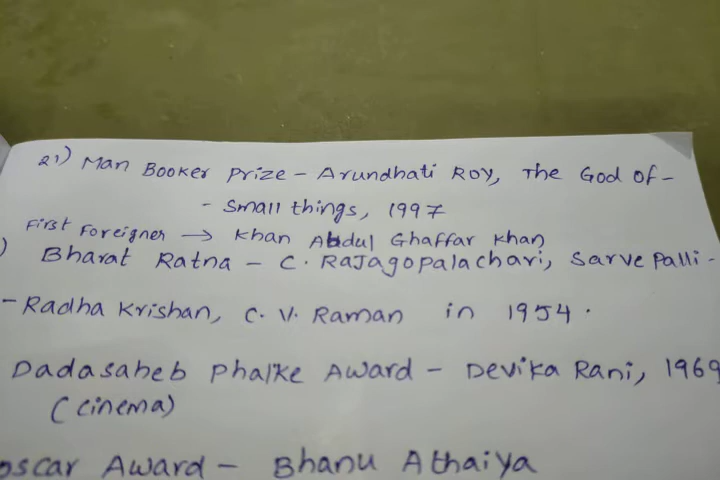 21) Man Booker Prize - Arundhati Roy, The God of -
- Small things, 1997
First Foreigner → Khan Abdul Ghaffar Khan
) Bharat Ratna - C. Rajagopalachari, Sarve Palli -
- Radha Krishan, C. V. Raman in 1954.
Dadasaheb Phalke Award - Devika Rani, 1969
(cinema)
oscar Award - Bhanu Athaiya